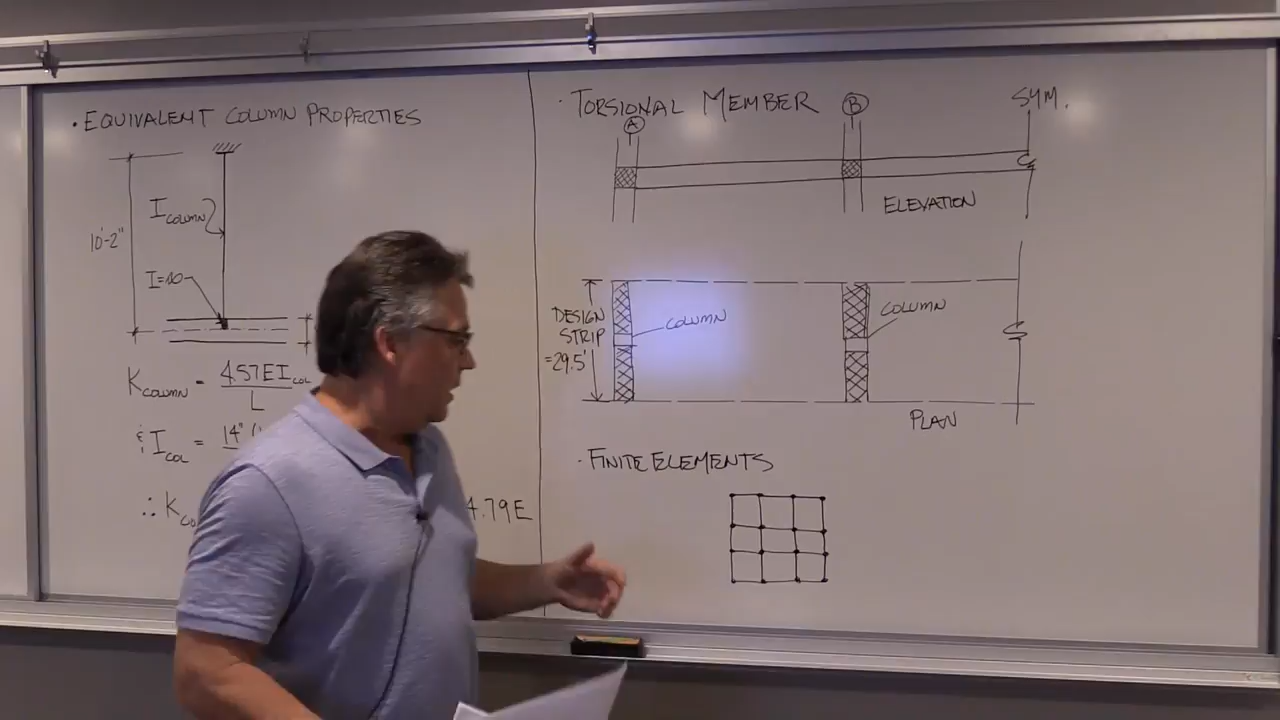 · EQUIVALENT COLUMN PROPERTIES
10'-2"
I COLUMN
I=∞
K COLUMN = 4.57EI COL / L
& I COL = 14"
∴ K CO
4.79E
· TORSIONAL MEMBER
A
B
SYM.
ELEVATION
DESIGN
STRIP
=29.5'
COLUMN
COLUMN
PLAN
· FINITE ELEMENTS